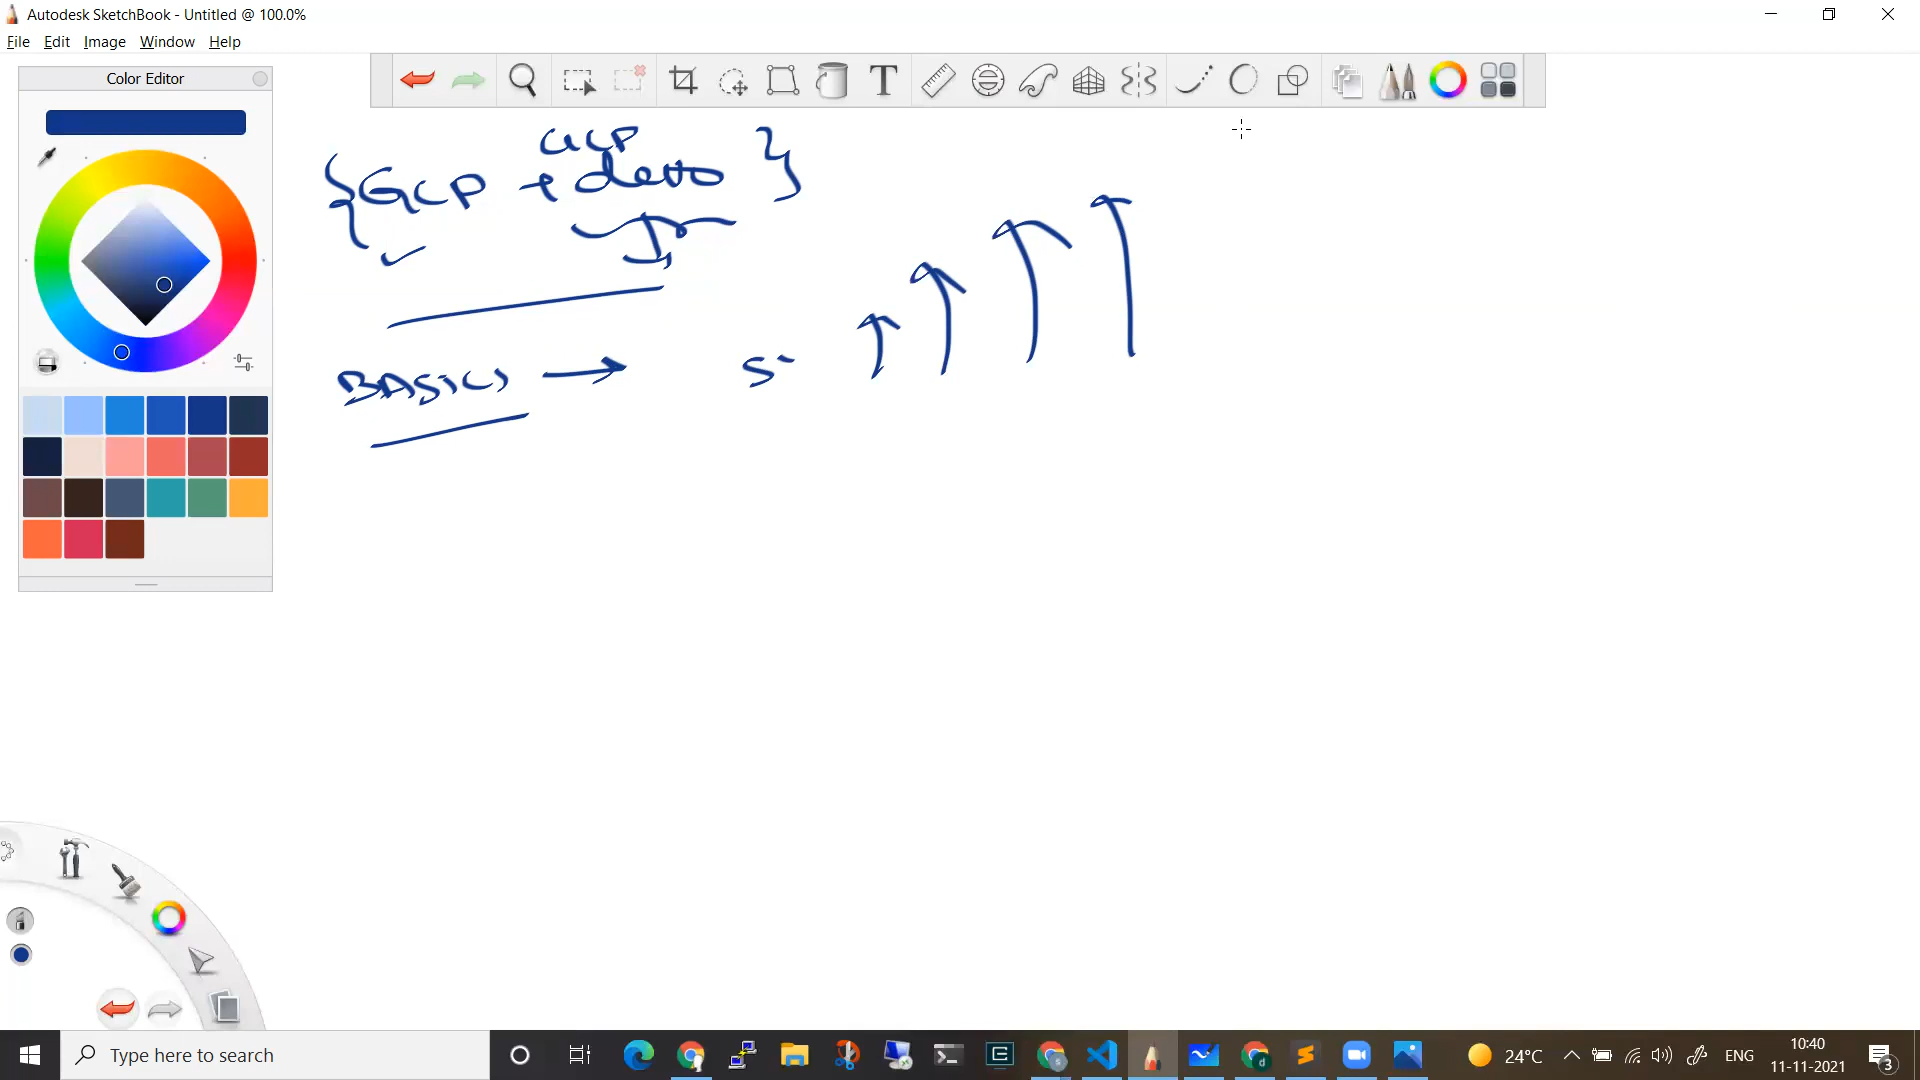 Autodesk SketchBook - Untitled @ 100.0%
File Edit Image Window Help
Color Editor
T
GCP
{GCP + }
BASICS →
Type here to search
24°C
ENG
10:40
11-11-2021
3